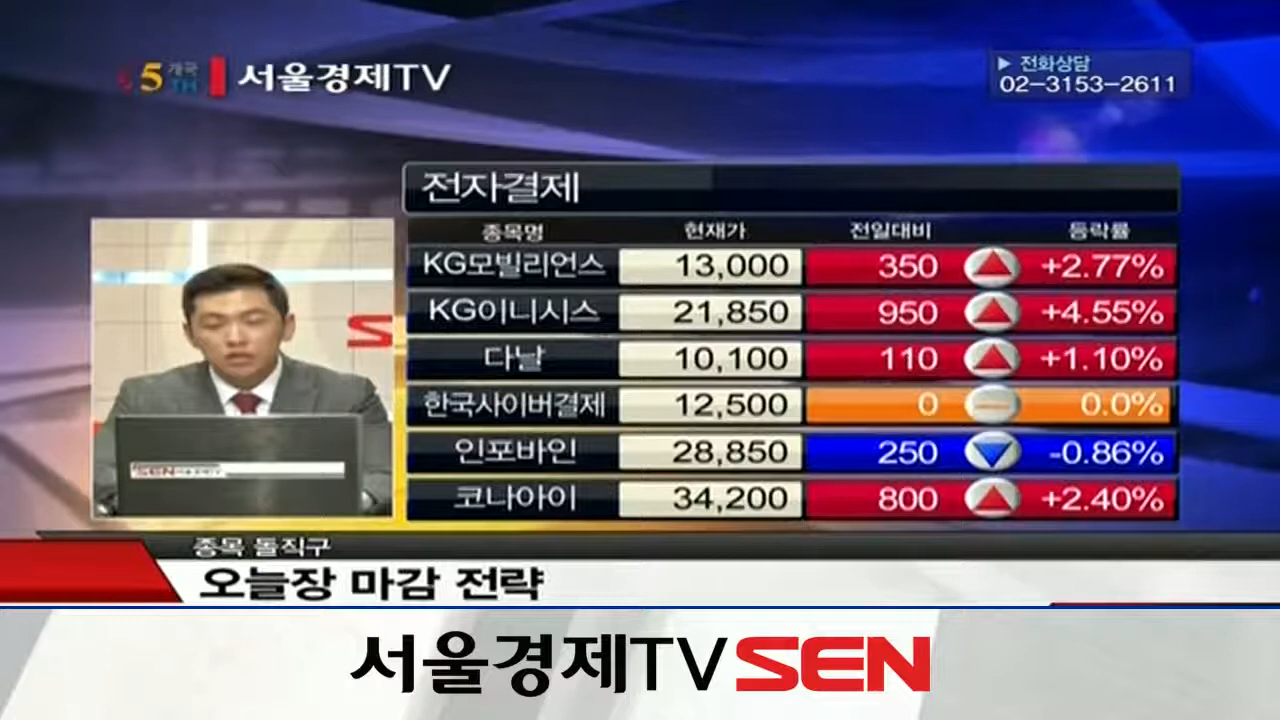 5 개국 TH 서울경제TV
▶ 전화상담
02-3153-2611
전자결제
종목명 현재가 전일대비 등락률
KG모빌리언스 13,000 350 +2.77%
KG이니시스 21,850 950 +4.55%
다날 10,100 110 +1.10%
한국사이버결제 12,500 0 0.0%
인포바인 28,850 250 -0.86%
코나아이 34,200 800 +2.40%
SEN
종목 돌직구
오늘장 마감 전략
서울경제TV SEN